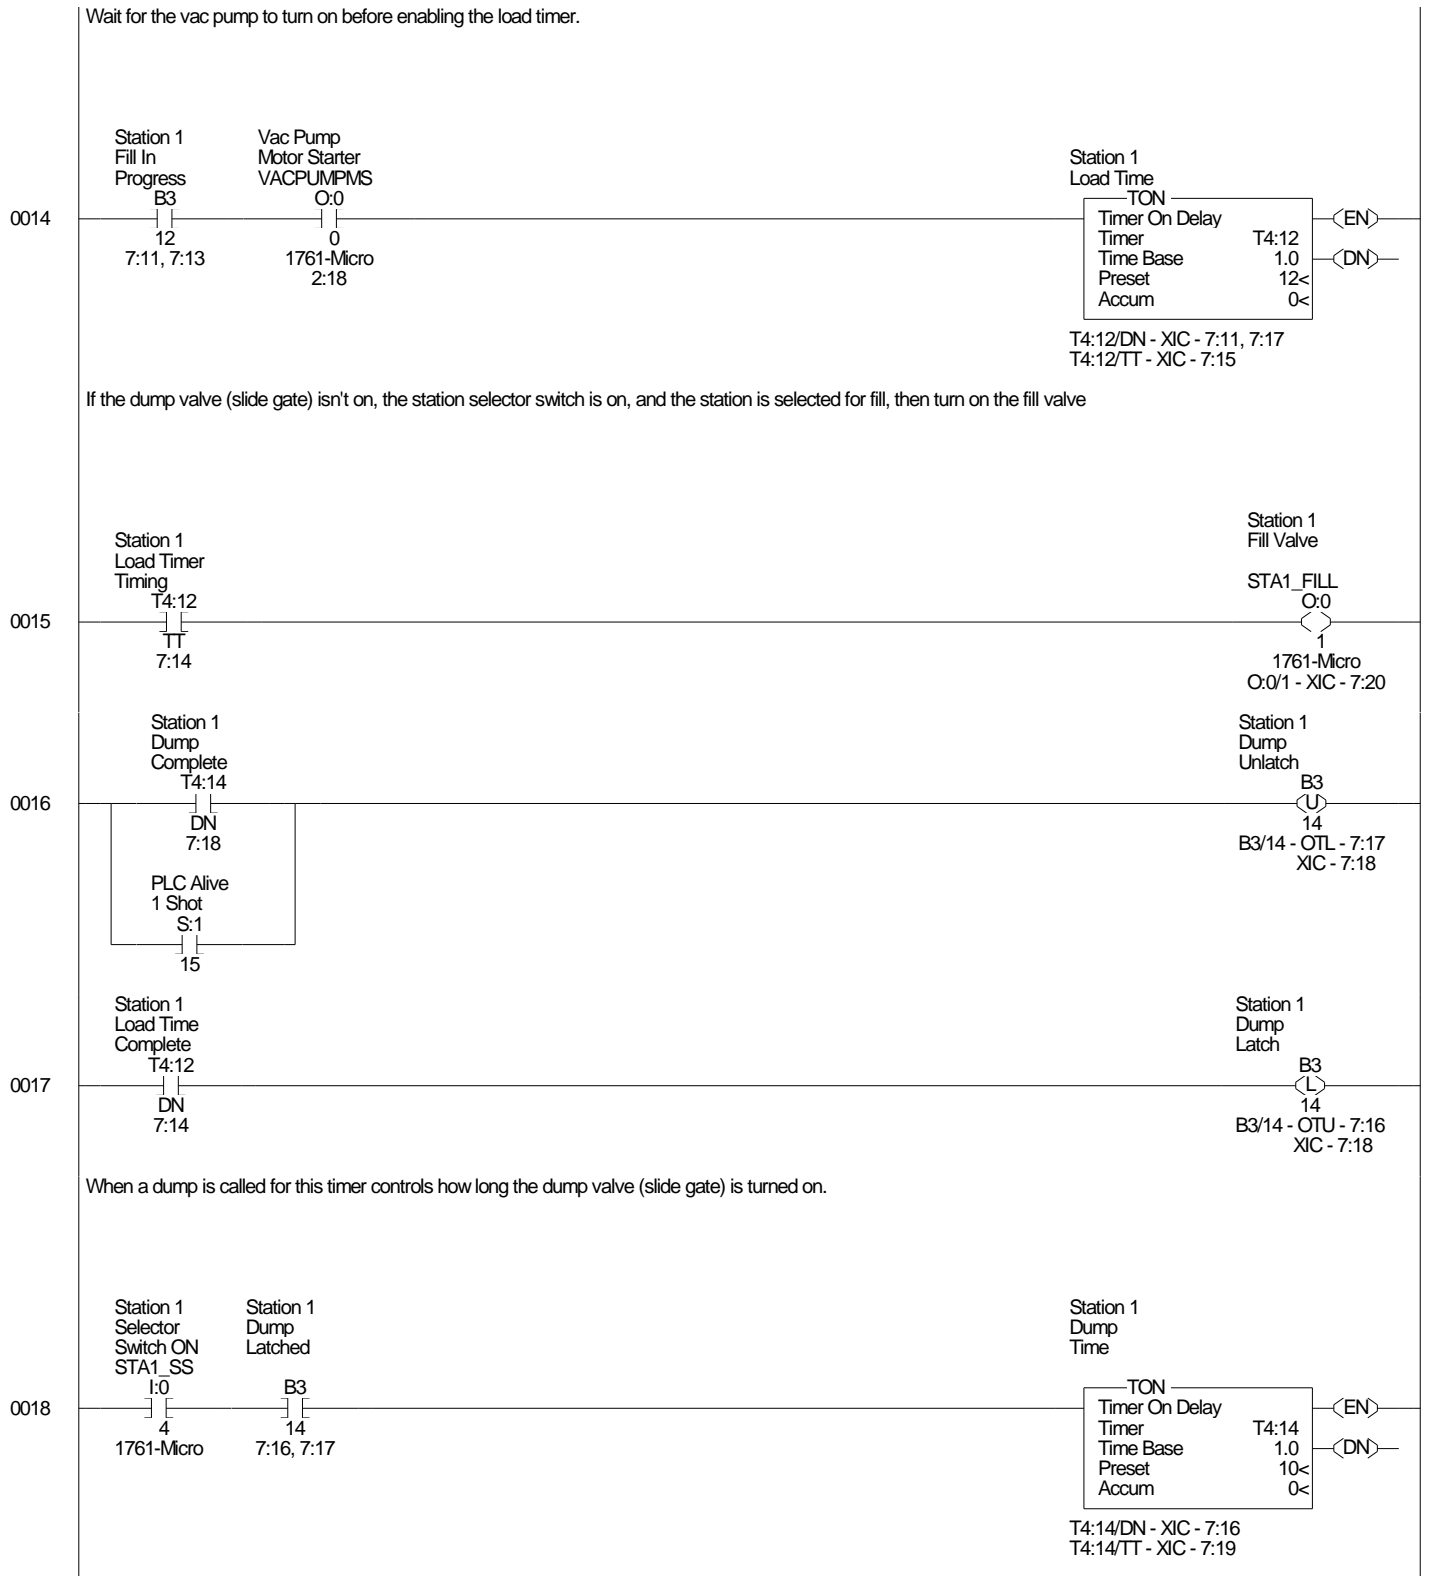 Wait for the vac pump to turn on before enabling the load timer.
Station 1
Fill In
Progress
B3
12
7:11, 7:13
Vac Pump
Motor Starter
VACPUMPMS
O:0
0
1761-Micro
2:18
0014
Station 1
Load Time
TON
Timer On Delay
Timer T4:12
Time Base 1.0
Preset 12<
Accum 0<
EN
DN
T4:12/DN - XIC - 7:11, 7:17
T4:12/TT - XIC - 7:15
If the dump valve (slide gate) isn't on, the station selector switch is on, and the station is selected for fill, then turn on the fill valve
Station 1
Load Timer
Timing
T4:12
TT
7:14
0015
Station 1
Fill Valve
STA1_FILL
O:0
1
1761-Micro
O:0/1 - XIC - 7:20
Station 1
Dump
Complete
T4:14
DN
7:18
0016
PLC Alive
1 Shot
S:1
15
Station 1
Dump
Unlatch
B3
U
14
B3/14 - OTL - 7:17
XIC - 7:18
Station 1
Load Time
Complete
T4:12
DN
7:14
0017
Station 1
Dump
Latch
B3
L
14
B3/14 - OTU - 7:16
XIC - 7:18
When a dump is called for this timer controls how long the dump valve (slide gate) is turned on.
Station 1
Selector
Switch ON
STA1_SS
I:0
4
1761-Micro
Station 1
Dump
Latched
B3
14
7:16, 7:17
0018
Station 1
Dump
Time
TON
Timer On Delay
Timer T4:14
Time Base 1.0
Preset 10<
Accum 0<
EN
DN
T4:14/DN - XIC - 7:16
T4:14/TT - XIC - 7:19